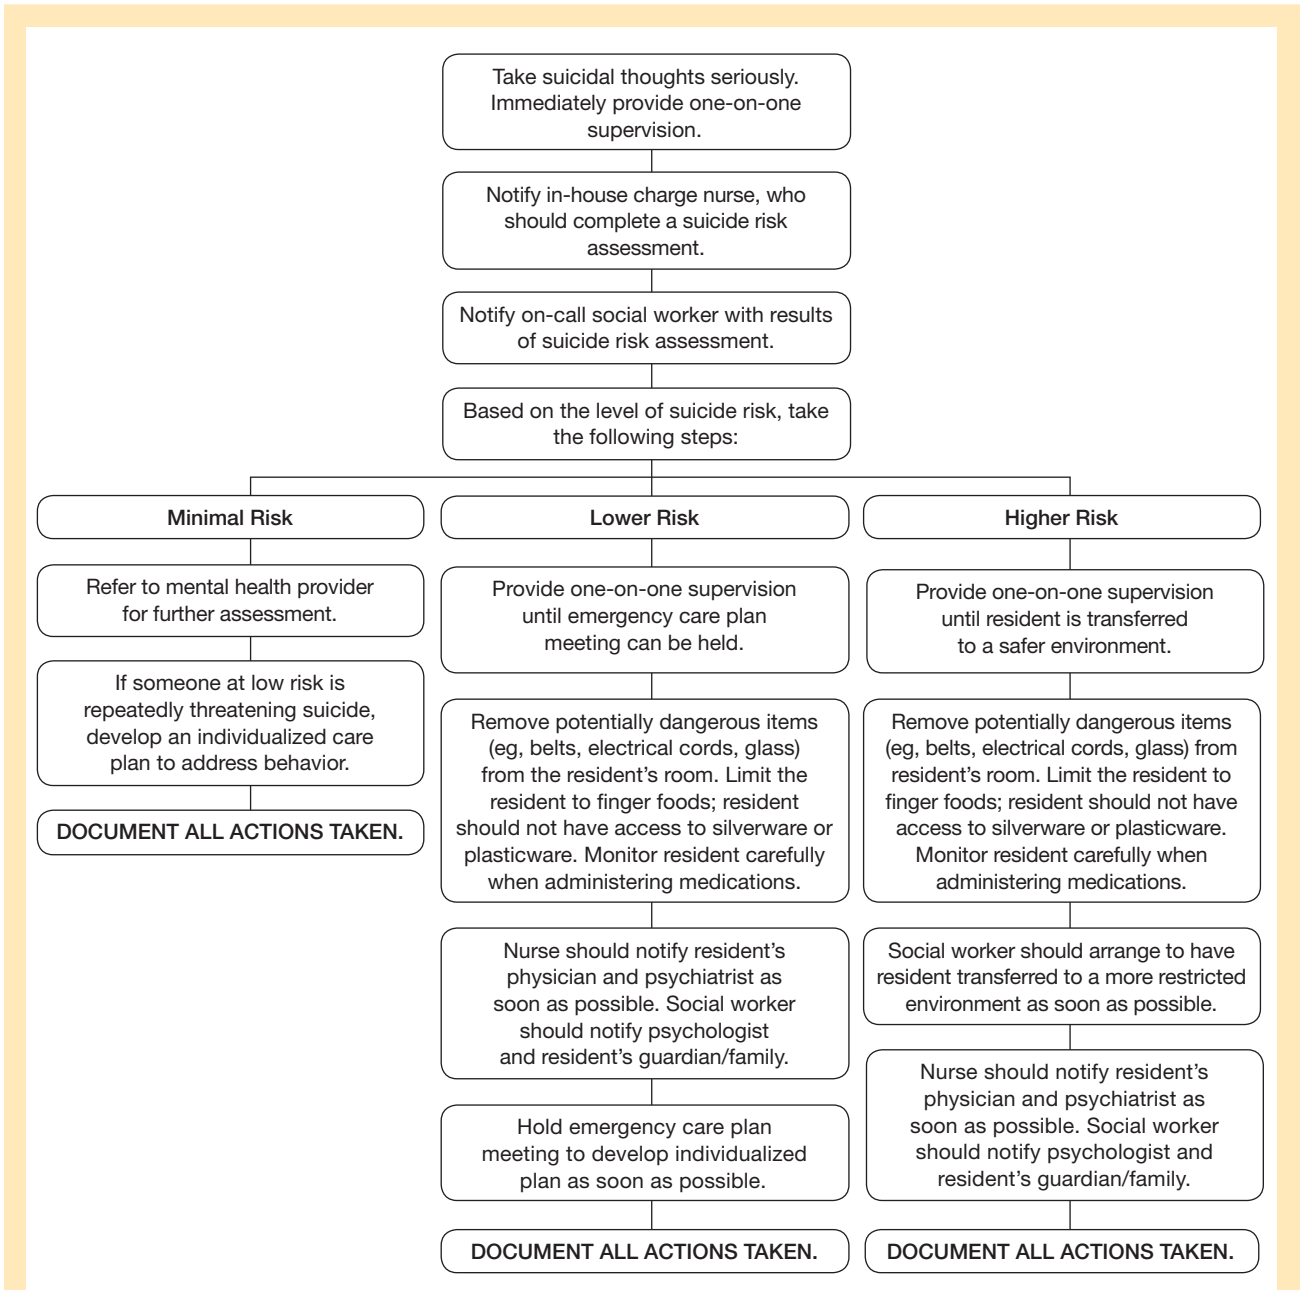 Take suicidal thoughts seriously.
Immediately provide one-on-one
supervision.
Notify in-house charge nurse, who
should complete a suicide risk
assessment.
Notify on-call social worker with results
of suicide risk assessment.
Based on the level of suicide risk, take
the following steps:
Minimal Risk
Refer to mental health provider
for further assessment.
If someone at low risk is
repeatedly threatening suicide,
develop an individualized care
plan to address behavior.
DOCUMENT ALL ACTIONS TAKEN.
Lower Risk
Provide one-on-one supervision
until emergency care plan
meeting can be held.
Remove potentially dangerous items
(eg, belts, electrical cords, glass)
from the resident's room. Limit the
resident to finger foods; resident
should not have access to silverware or
plasticware. Monitor resident carefully
when administering medications.
Nurse should notify resident's
physician and psychiatrist as
soon as possible. Social worker
should notify psychologist
and resident's guardian/family.
Hold emergency care plan
meeting to develop individualized
plan as soon as possible.
DOCUMENT ALL ACTIONS TAKEN.
Higher Risk
Provide one-on-one supervision
until resident is transferred
to a safer environment.
Remove potentially dangerous items
(eg, belts, electrical cords, glass) from
resident's room. Limit the resident to
finger foods; resident should not have
access to silverware or plasticware.
Monitor resident carefully when
administering medications.
Social worker should arrange to have
resident transferred to a more restricted
environment as soon as possible.
Nurse should notify resident's
physician and psychiatrist as
soon as possible. Social worker
should notify psychologist and
resident's guardian/family.
DOCUMENT ALL ACTIONS TAKEN.